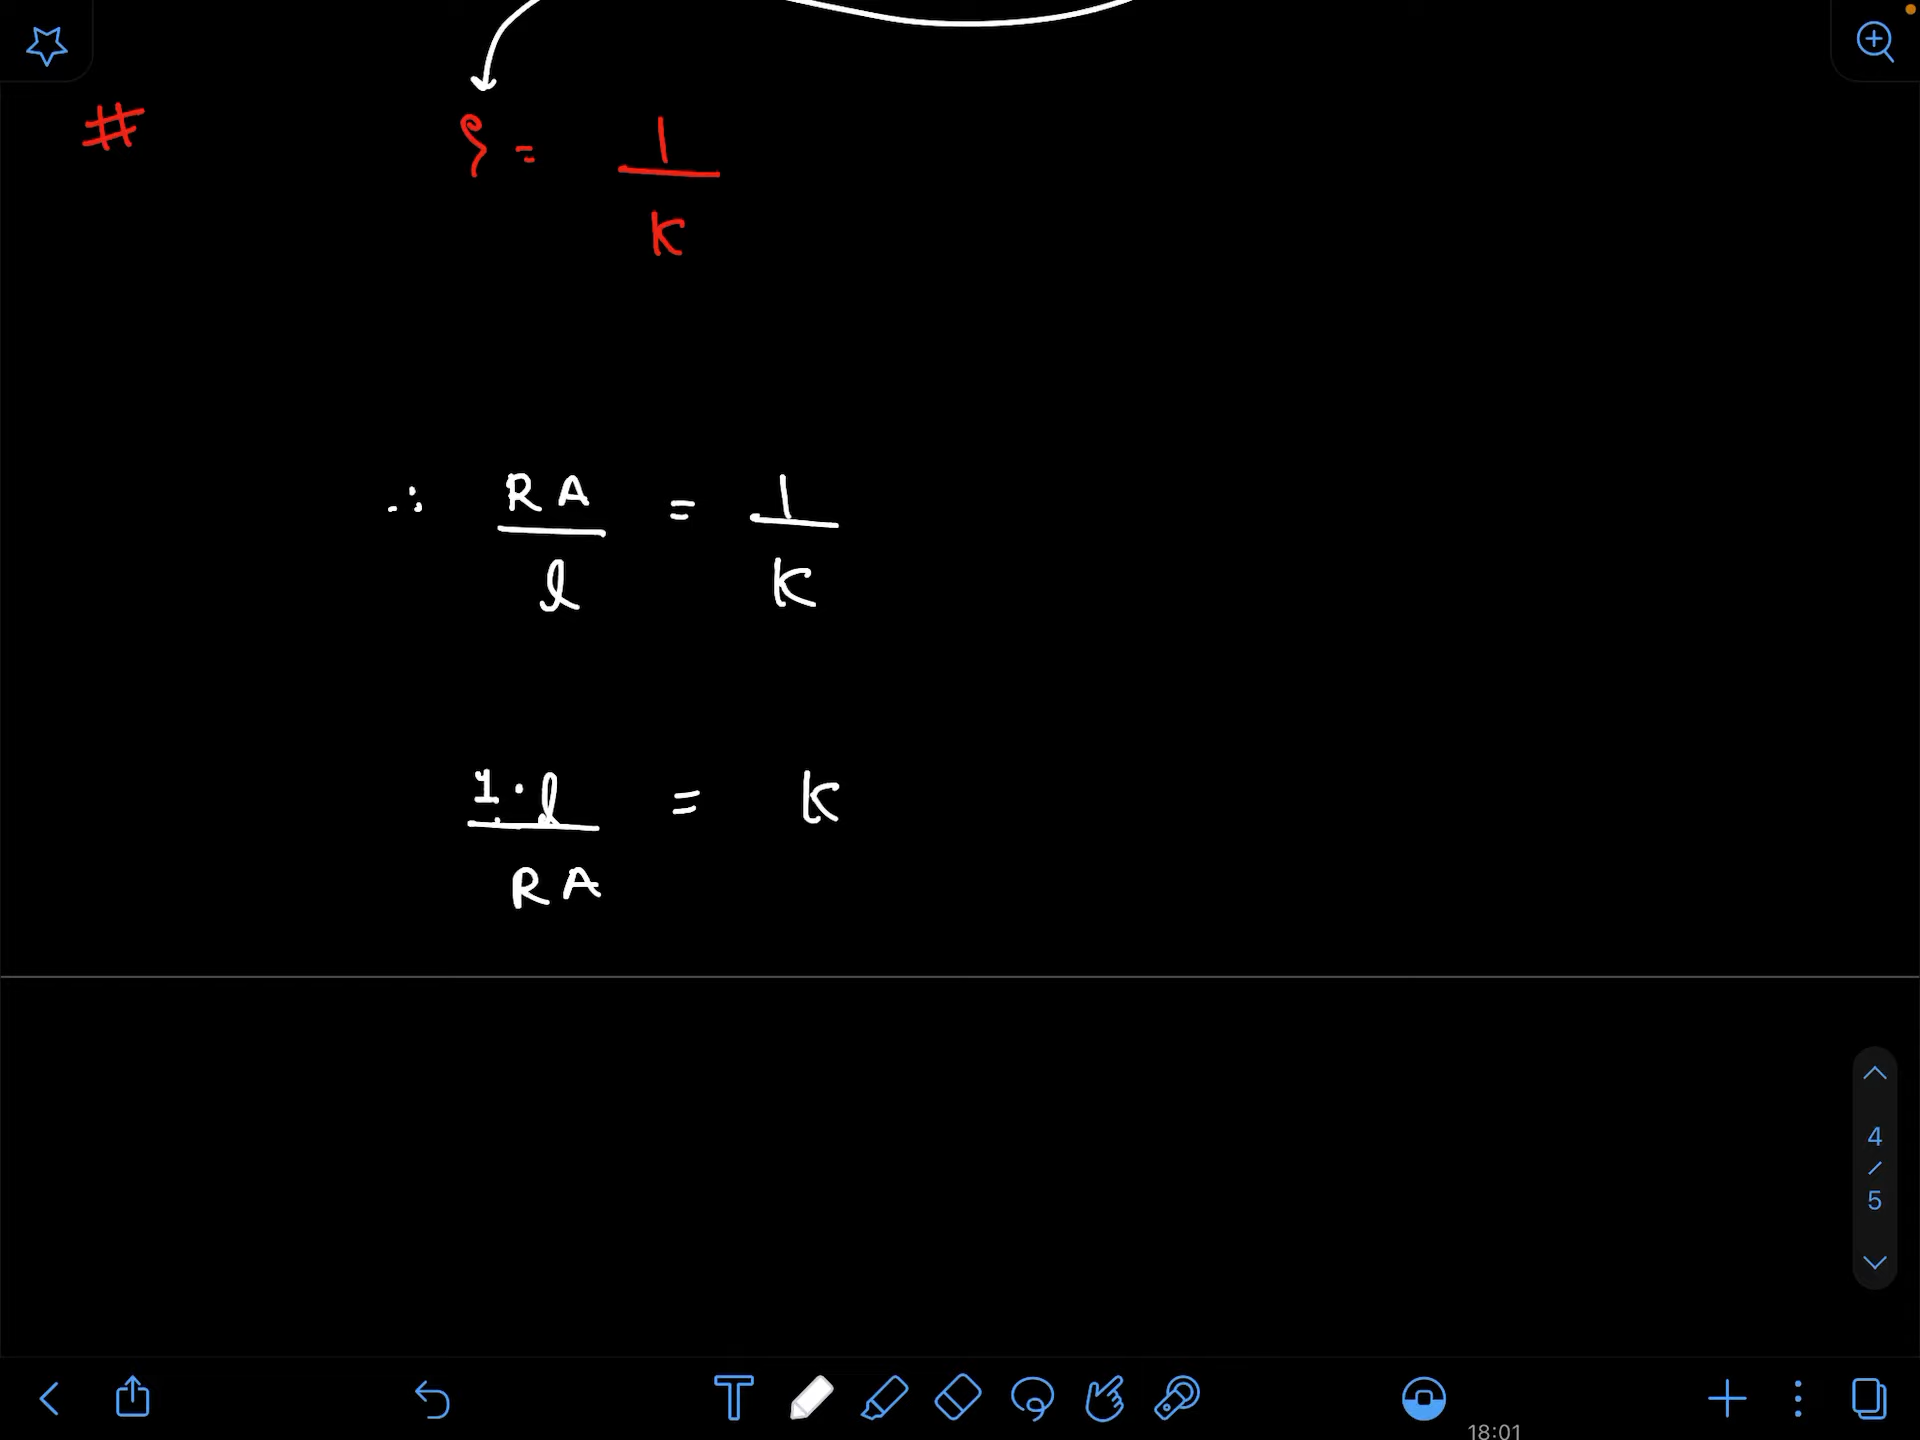 # ρ = 1/K
∴ RA/l = 1/K
1·l/RA = K
4
/
5
T
18:01